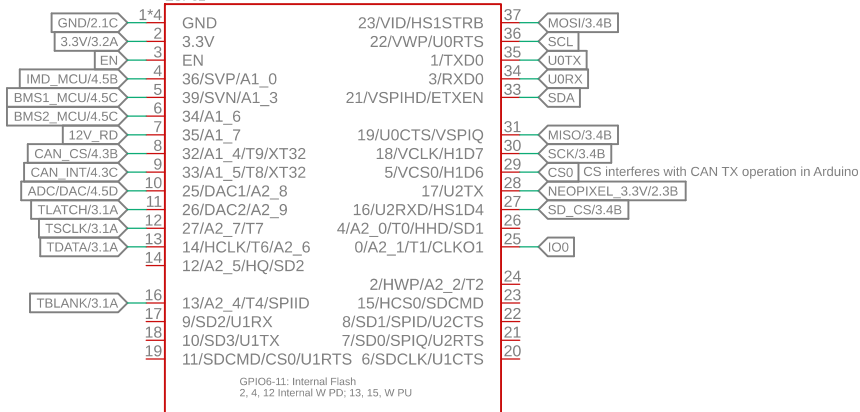 1*4 37
GND/2.1C GND 23/VID/HS1STRB MOSI/3.4B
2 36
3.3V/3.2A 3.3V 22/VWP/U0RTS SCL
3 35
EN EN 1/TXD0 U0TX
4 34
IMD_MCU/4.5B 36/SVP/A1_0 3/RXD0 U0RX
5 33
BMS1_MCU/4.5C 39/SVN/A1_3 21/VSPIHD/ETXEN SDA
6
BMS2_MCU/4.5C 34/A1_6
7 31
12V_RD 35/A1_7 19/U0CTS/VSPIQ MISO/3.4B
8 30
CAN_CS/4.3B 32/A1_4/T9/XT32 18/VCLK/H1D7 SCK/3.4B
9 29
CAN_INT/4.3C 33/A1_5/T8/XT32 5/VCS0/H1D6 CS0 CS interferes with CAN TX operation in Arduino
10 28
ADC/DAC/4.5D 25/DAC1/A2_8 17/U2TX NEOPIXEL_3.3V/2.3B
11 27
TLATCH/3.1A 26/DAC2/A2_9 16/U2RXD/HS1D4 SD_CS/3.4B
12 26
TSCLK/3.1A 27/A2_7/T7 4/A2_0/T0/HHD/SD1
13 25
TDATA/3.1A 14/HCLK/T6/A2_6 0/A2_1/T1/CLKO1 IO0
14
12/A2_5/HQ/SD2
24
2/HWP/A2_2/T2
16 23
TBLANK/3.1A 13/A2_4/T4/SPIID 15/HCS0/SDCMD
17 22
9/SD2/U1RX 8/SD1/SPID/U2CTS
18 21
10/SD3/U1TX 7/SD0/SPIQ/U2RTS
19 20
11/SDCMD/CS0/U1RTS 6/SDCLK/U1CTS
GPIO6-11: Internal Flash
2, 4, 12 Internal W PD; 13, 15, W PU